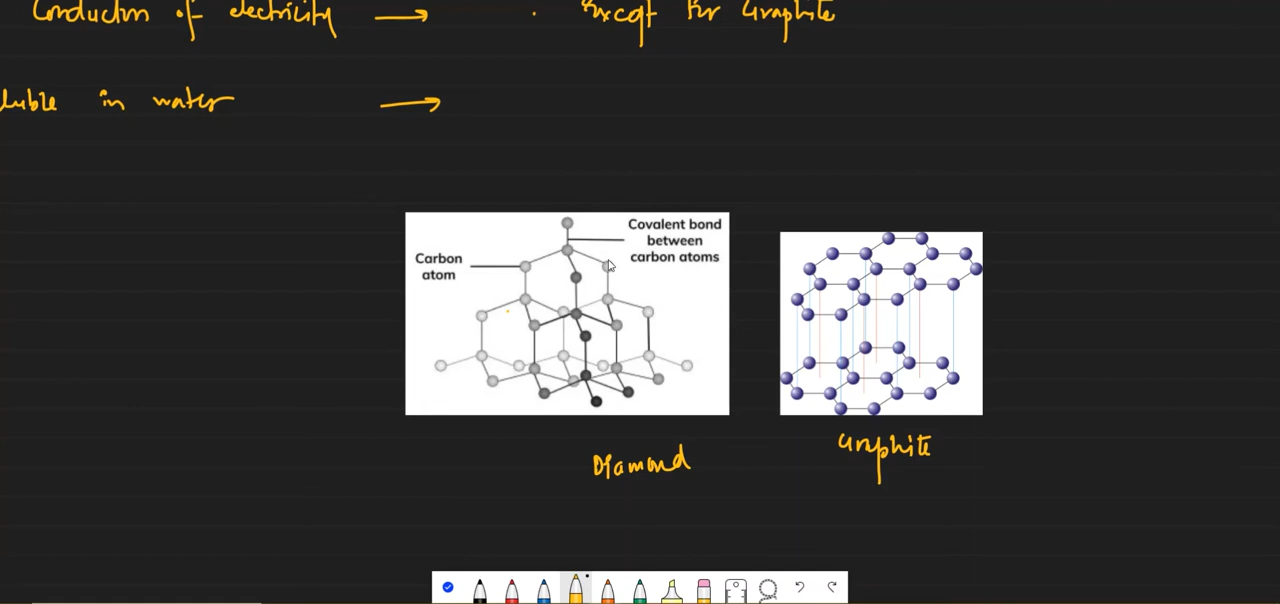 Conduction of electricity → . Except for Graphite
luble in water →
Covalent bond
between
carbon atoms
Carbon
atom
Diamond
Graphite